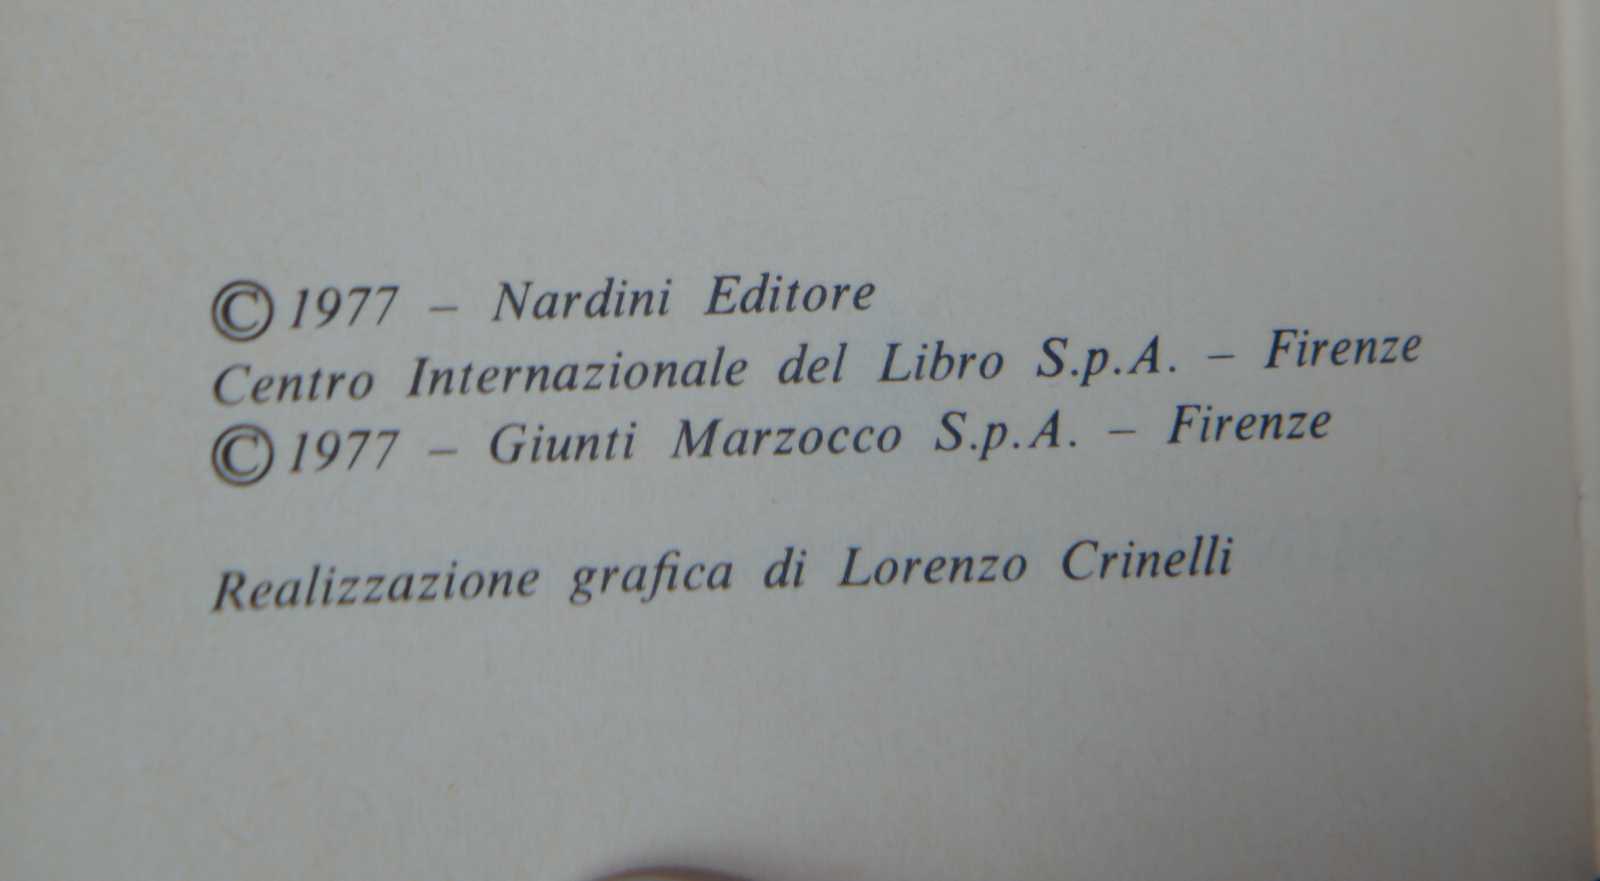 © 1977 – Nardini Editore
Centro Internazionale del Libro S.p.A. – Firenze
© 1977 – Giunti Marzocco S.p.A. – Firenze
Realizzazione grafica di Lorenzo Crinelli